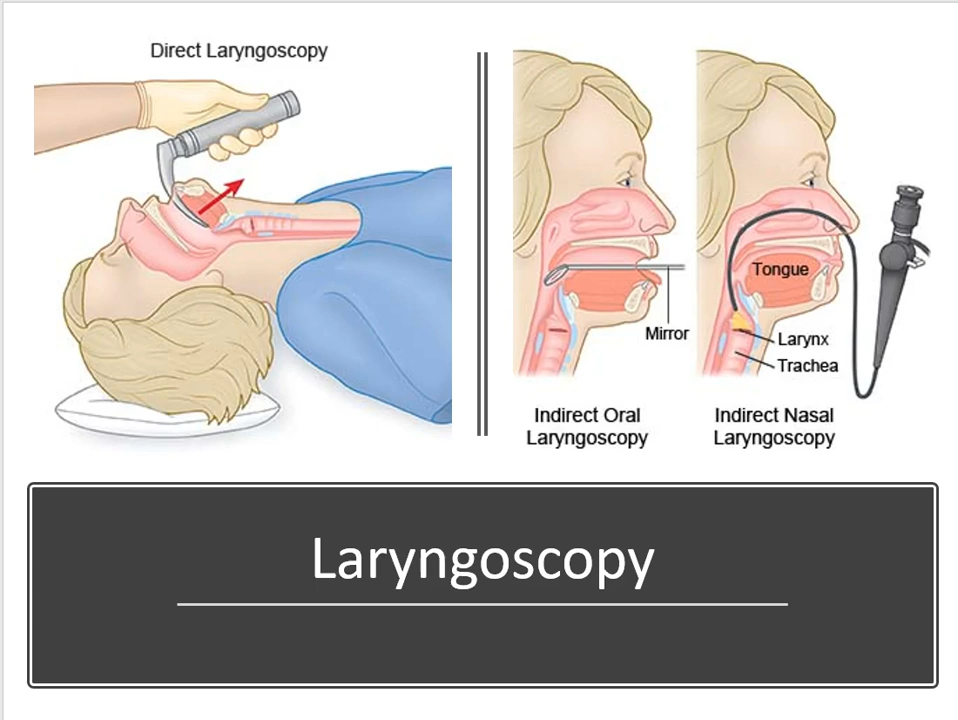 Direct Laryngoscopy
Mirror
Indirect Oral
Laryngoscopy
Tongue
Larynx
Trachea
Indirect Nasal
Laryngoscopy
Laryngoscopy